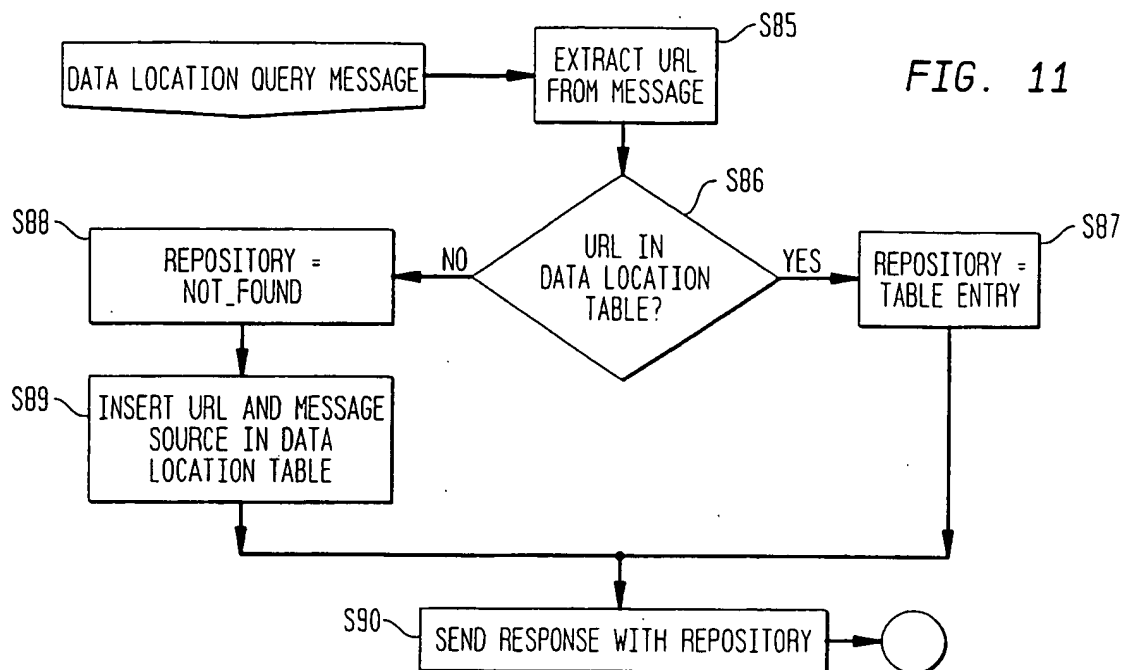 FIG. 11
DATA LOCATION QUERY MESSAGE
S85
EXTRACT URL
FROM MESSAGE
S86
URL IN
DATA LOCATION
TABLE?
NO
YES
S88
REPOSITORY =
NOT_FOUND
S87
REPOSITORY =
TABLE ENTRY
S89
INSERT URL AND MESSAGE
SOURCE IN DATA
LOCATION TABLE
S90
SEND RESPONSE WITH REPOSITORY